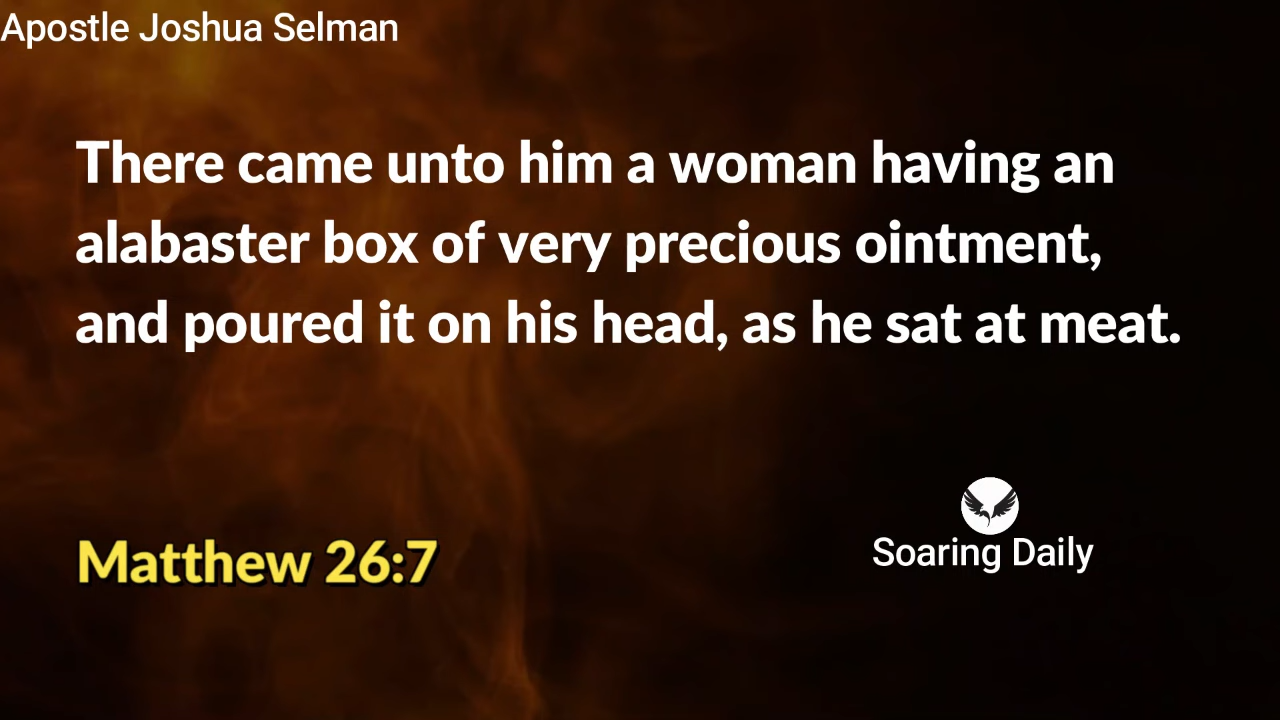 Apostle Joshua Selman
There came unto him a woman having an
alabaster box of very precious ointment,
and poured it on his head, as he sat at meat.
Matthew 26:7
Soaring Daily